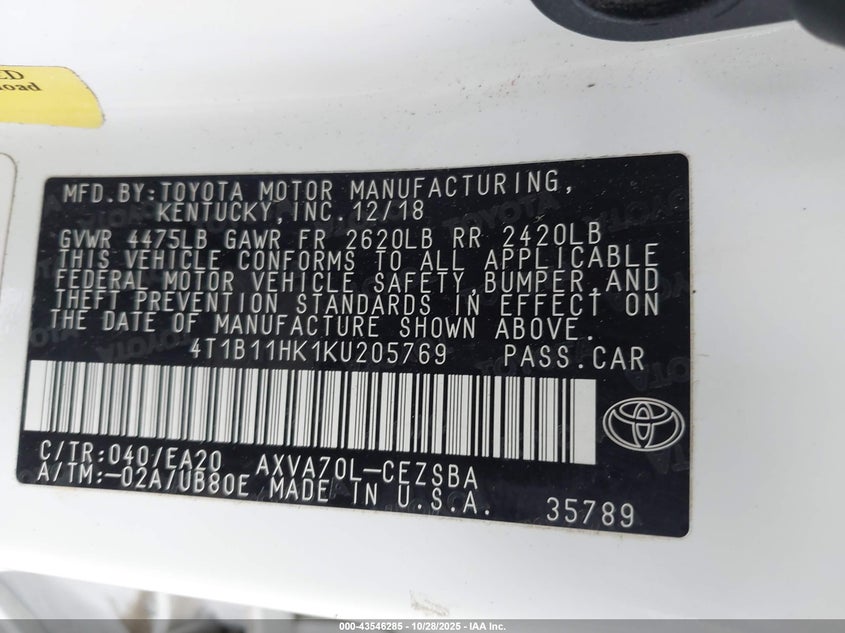 ED
oad
MFD.BY:TOYOTA MOTOR MANUFACTURING,
KENTUCKY,INC.12/18
GVWR 4475LB GAWR FR 2620LB RR 2420LB
THIS VEHICLE CONFORMS TO ALL APPLICABLE
FEDERAL MOTOR VEHICLE SAFETY,BUMPER,AND
THEFT PREVENTION STANDARDS IN EFFECT ON
THE DATE OF MANUFACTURE SHOWN ABOVE.
4T1B11HK1KU205769 PASS.CAR
C/TR:040/EA20 AXVA70L-CEZSBA
A/TM:-02A/UB80E MADE IN U.S.A. 35789
000-43546285 | 10/28/2025 | IAA Inc.